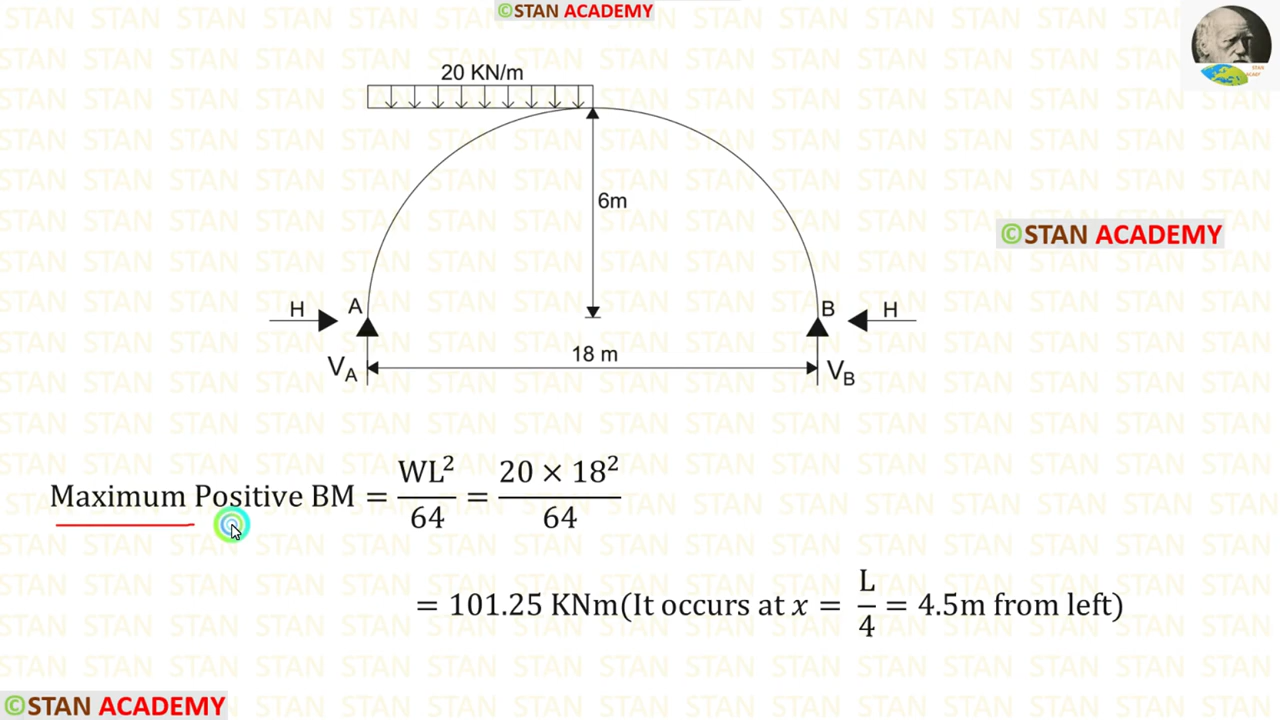 ©STAN ACADEMY
20 KN/m
6m
©STAN ACADEMY
H A B H
18 m
V_A V_B
Maximum Positive BM = WL²/64 = 20 × 18²/64
= 101.25 KNm(It occurs at x = L/4 = 4.5m from left)
©STAN ACADEMY